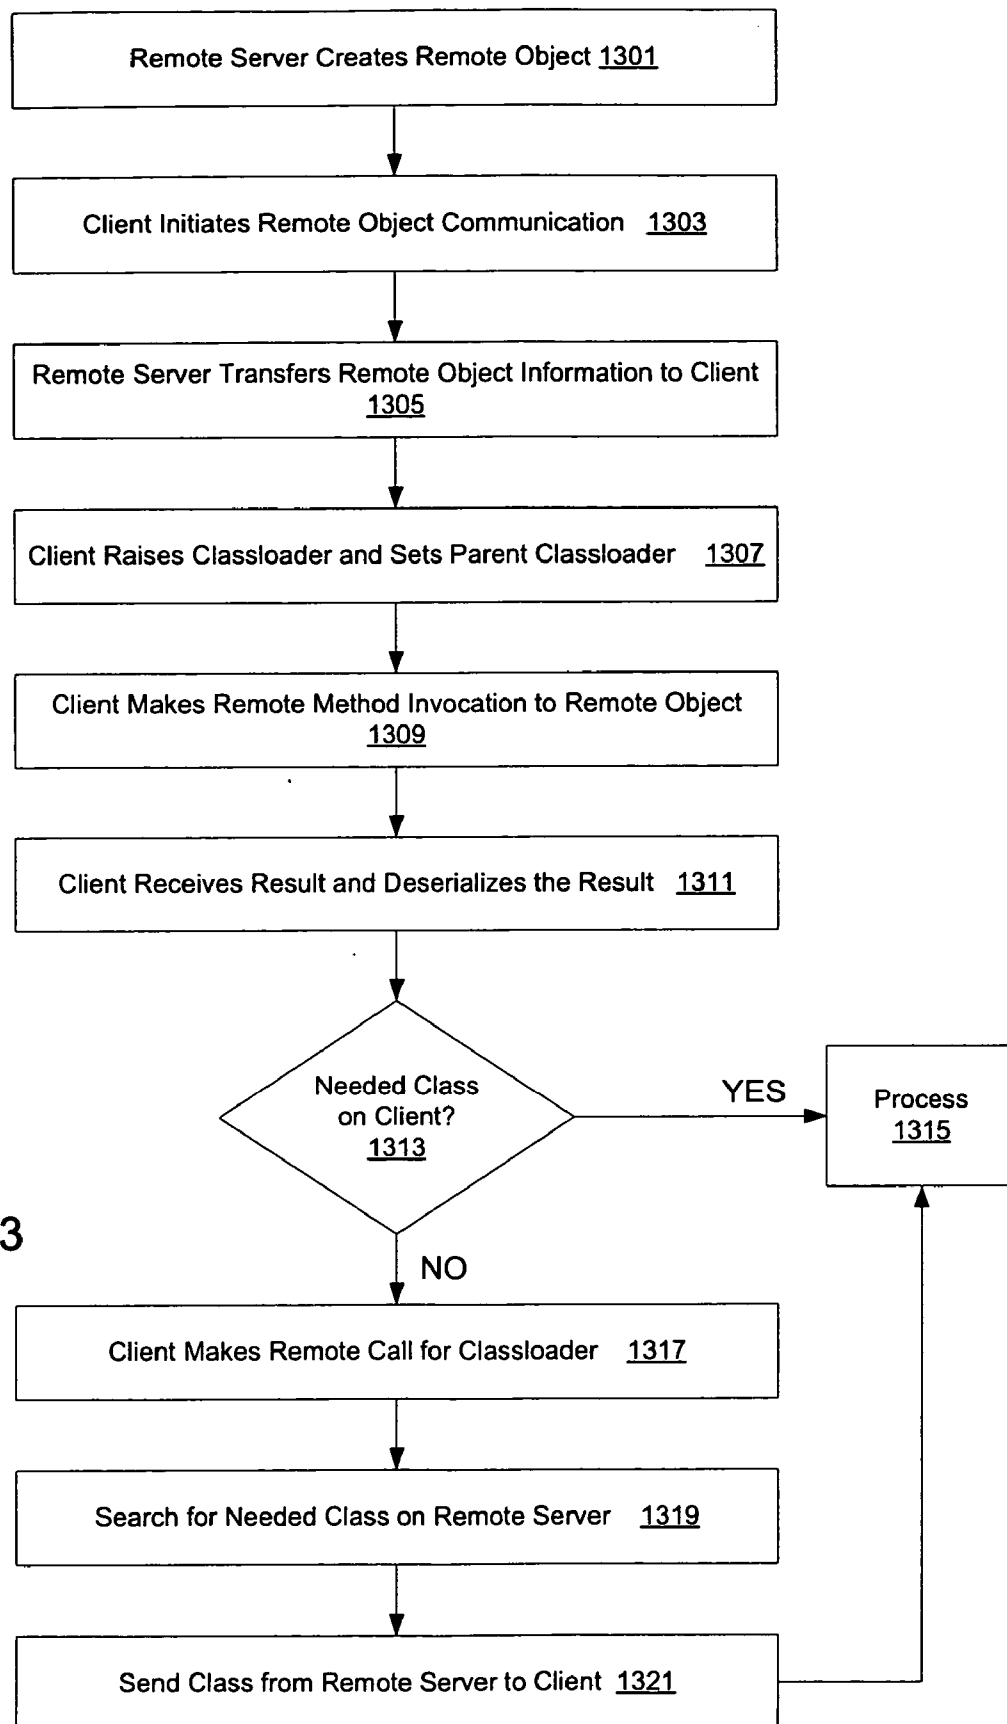 Remote Server Creates Remote Object 1301
Client Initiates Remote Object Communication 1303
Remote Server Transfers Remote Object Information to Client
1305
Client Raises Classloader and Sets Parent Classloader 1307
Client Makes Remote Method Invocation to Remote Object
1309
Client Receives Result and Deserializes the Result 1311
Needed Class
on Client?
1313
YES
Process
1315
3
NO
Client Makes Remote Call for Classloader 1317
Search for Needed Class on Remote Server 1319
Send Class from Remote Server to Client 1321